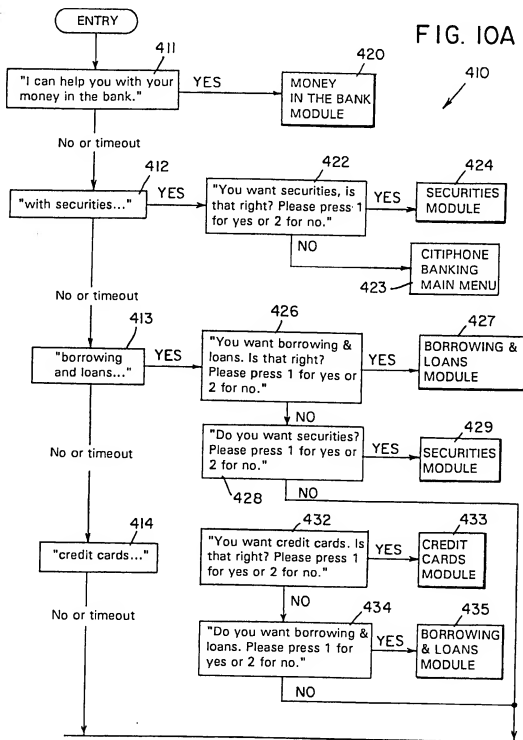 ENTRY
FIG. 10A
410
411
"I can help you with your
money in the bank."
YES
420
MONEY
IN THE BANK
MODULE
No or timeout
412
"with securities..."
YES
422
"You want securities, is
that right? Please press 1
for yes or 2 for no."
YES
424
SECURITIES
MODULE
NO
CITIPHONE
BANKING
MAIN MENU
423
No or timeout
413
"borrowing
and loans..."
YES
426
"You want borrowing &
loans. Is that right?
Please press 1 for yes or
2 for no."
YES
427
BORROWING &
LOANS
MODULE
NO
"Do you want securities?
Please press 1 for yes or
2 for no."
428
YES
429
SECURITIES
MODULE
NO
No or timeout
414
"credit cards..."
432
"You want credit cards. Is
that right? Please press 1
for yes or 2 for no."
YES
433
CREDIT
CARDS
MODULE
NO
No or timeout
434
"Do you want borrowing &
loans. Please press 1 for
yes or 2 for no."
YES
435
BORROWING
& LOANS
MODULE
NO